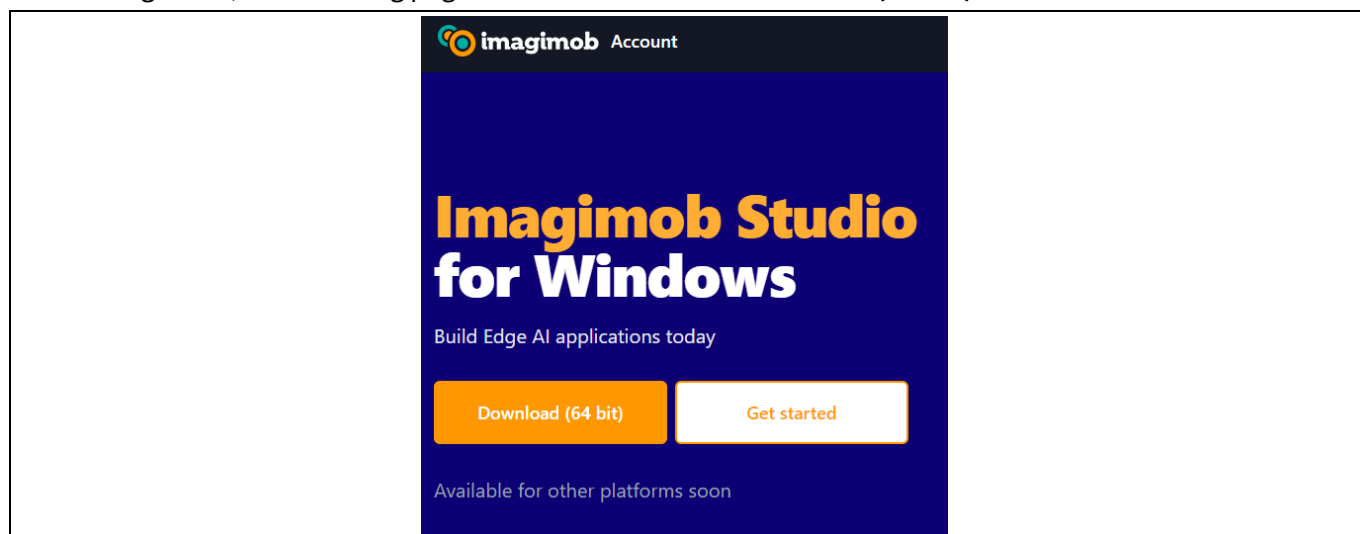 imagimob Account
Imagimob Studio
for Windows
Build Edge AI applications today
Download (64 bit) Get started
Available for other platforms soon